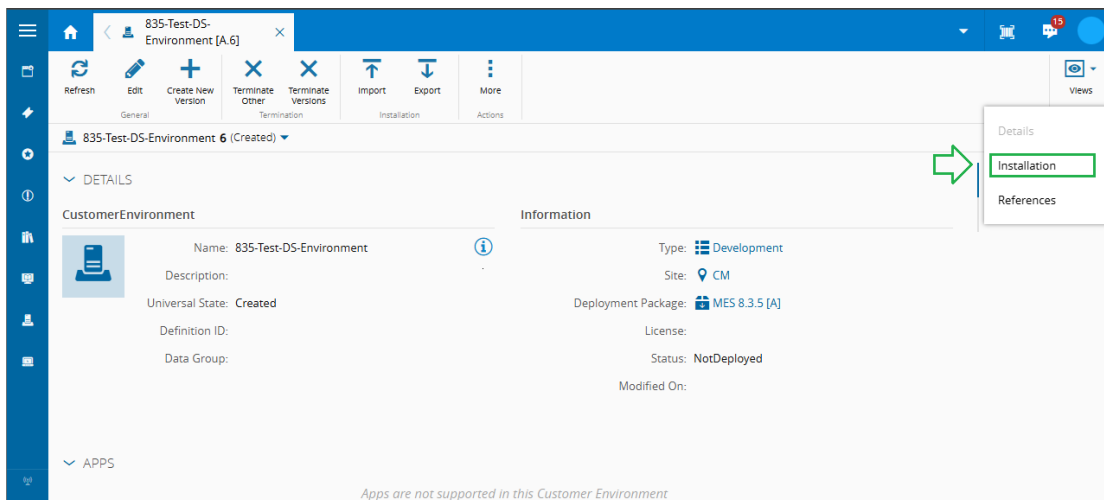 835-Test-DS-
Environment [A.6]
15
Refresh
Edit
Create New
Version
Terminate
Other
Terminate
Versions
Import
Export
More
Views
General
Termination
Installation
Actions
835-Test-DS-Environment 6 (Created)
Details
Installation
References
DETAILS
CustomerEnvironment
Information
Name: 835-Test-DS-Environment
Type: Development
Description:
Site: CM
Universal State: Created
Deployment Package: MES 8.3.5 [A]
Definition ID:
License:
Data Group:
Status: NotDeployed
Modified On:
APPS
Apps are not supported in this Customer Environment